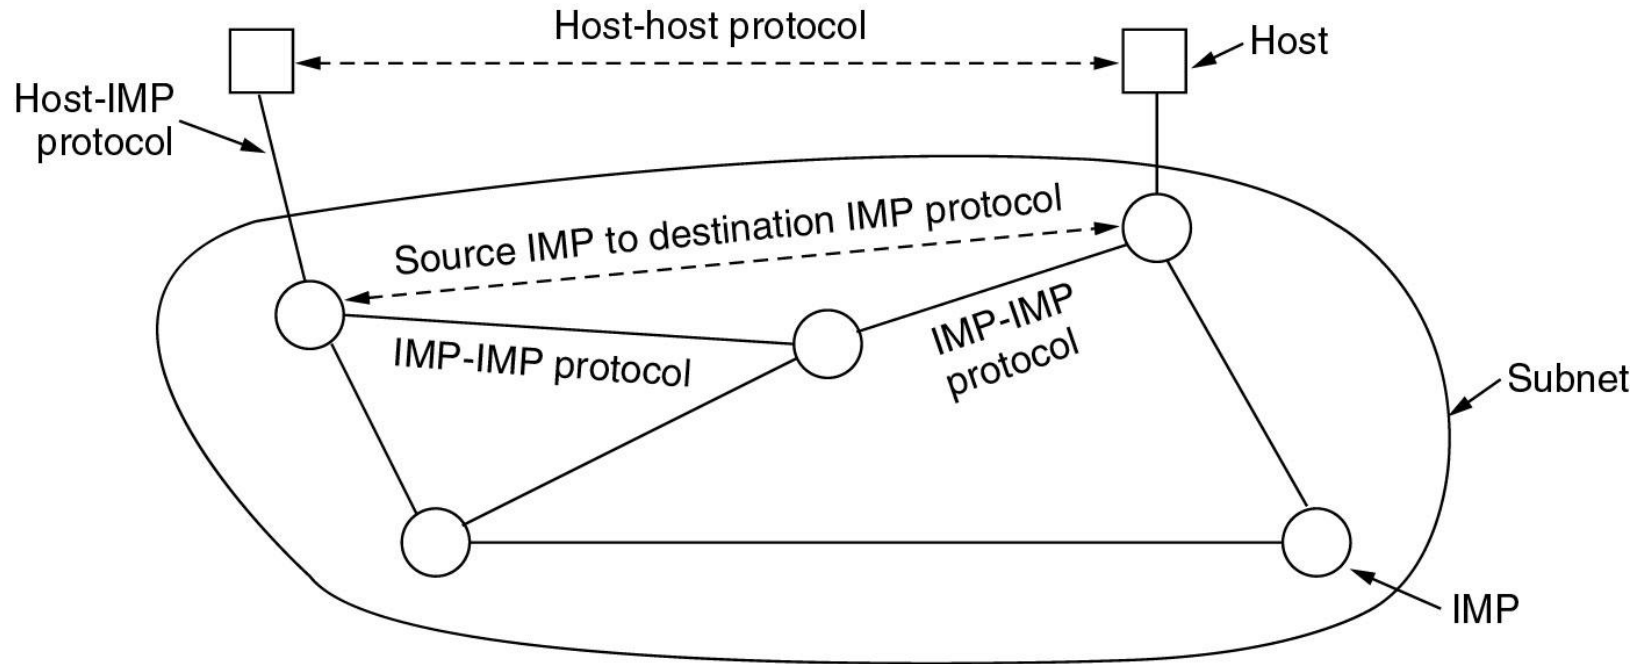 Host-host protocol
Host
Host-IMP
protocol
Source IMP to destination IMP protocol
IMP-IMP protocol
IMP-IMP
protocol
Subnet
IMP